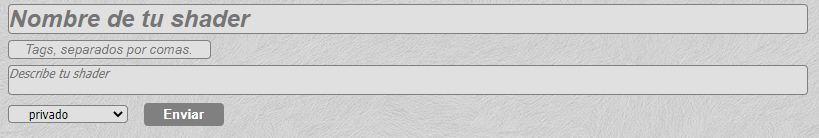 Nombre de tu shader
Tags, separados por comas.
Describe tu shader
privado Enviar